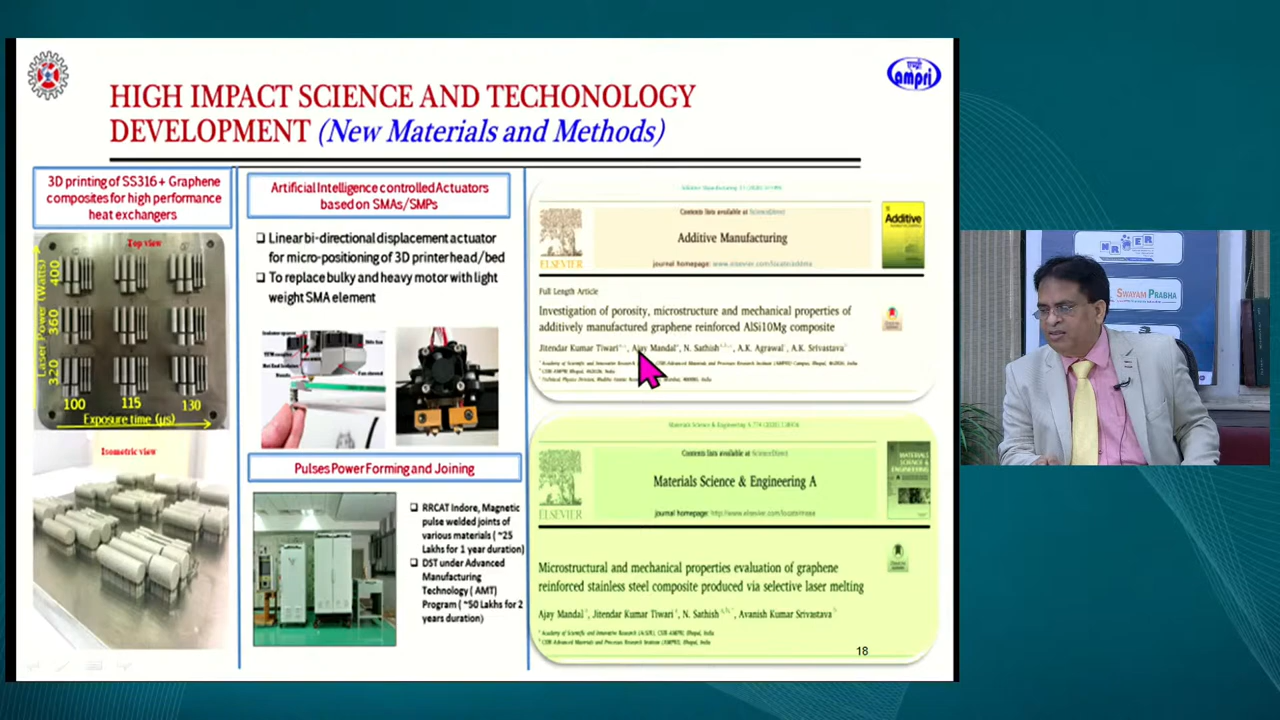 एम्प्री
ampri
HIGH IMPACT SCIENCE AND TECHONOLOGY
DEVELOPMENT (New Materials and Methods)
3D printing of SS316 + Graphene
composites for high performance
heat exchangers
Top view
Laser Power (Watts)
400
360
320
100 115 130
Exposure time (µs)
Isometric view
Artificial Intelligence controlled Actuators
based on SMAs/SMPs
❑ Linear bi-directional displacement actuator
for micro-positioning of 3D printer head/bed
❑ To replace bulky and heavy motor with light
weight SMA element
Pulses Power Forming and Joining
❑ RRCAT Indore, Magnetic
pulse welded joints of
various materials ( ~25
Lakhs for 1 year duration)
❑ DST under Advanced
Manufacturing
Technology ( AMT)
Program ( ~50 Lakhs for 2
years duration)
Contents lists available at ScienceDirect
Additive Manufacturing
journal homepage: www.elsevier.com/locate/addma
ELSEVIER
Additive
Full Length Article
Investigation of porosity, microstructure and mechanical properties of
additively manufactured graphene reinforced AlSi10Mg composite
Jitendar Kumar Tiwari, Ajay Mandal, N. Sathish, A.K. Agrawal, A.K. Srivastava
Contents lists available at ScienceDirect
Materials Science & Engineering A
journal homepage: http://www.elsevier.com/locate/msea
ELSEVIER
MATERIALS
SCIENCE &
ENGINEERING
Microstructural and mechanical properties evaluation of graphene
reinforced stainless steel composite produced via selective laser melting
Ajay Mandal, Jitendar Kumar Tiwari, N. Sathish, Avanish Kumar Srivastava
18
SWAYAM PRABHA